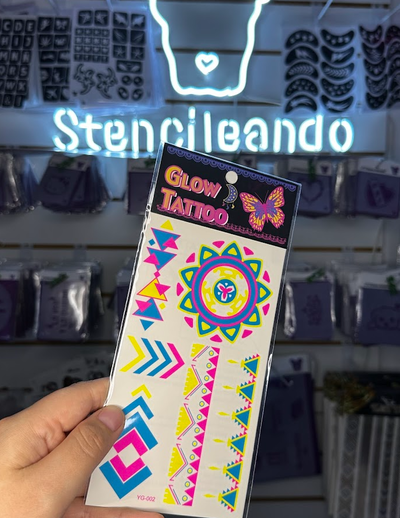 Stencileando
GLOW
TATTOO
YG-002